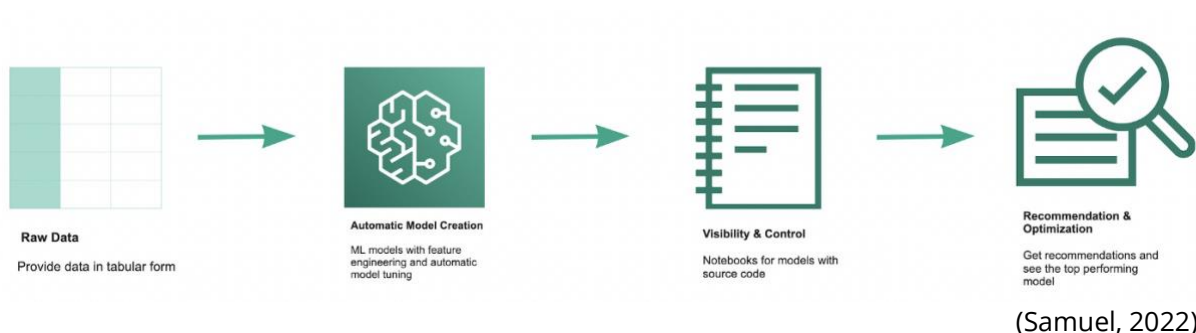 Raw Data
Provide data in tabular form
Automatic Model Creation
ML models with feature
engineering and automatic
model tuning
Visibility & Control
Notebooks for models with
source code
Recommendation &
Optimization
Get recommendations and
see the top performing
model
(Samuel, 2022)